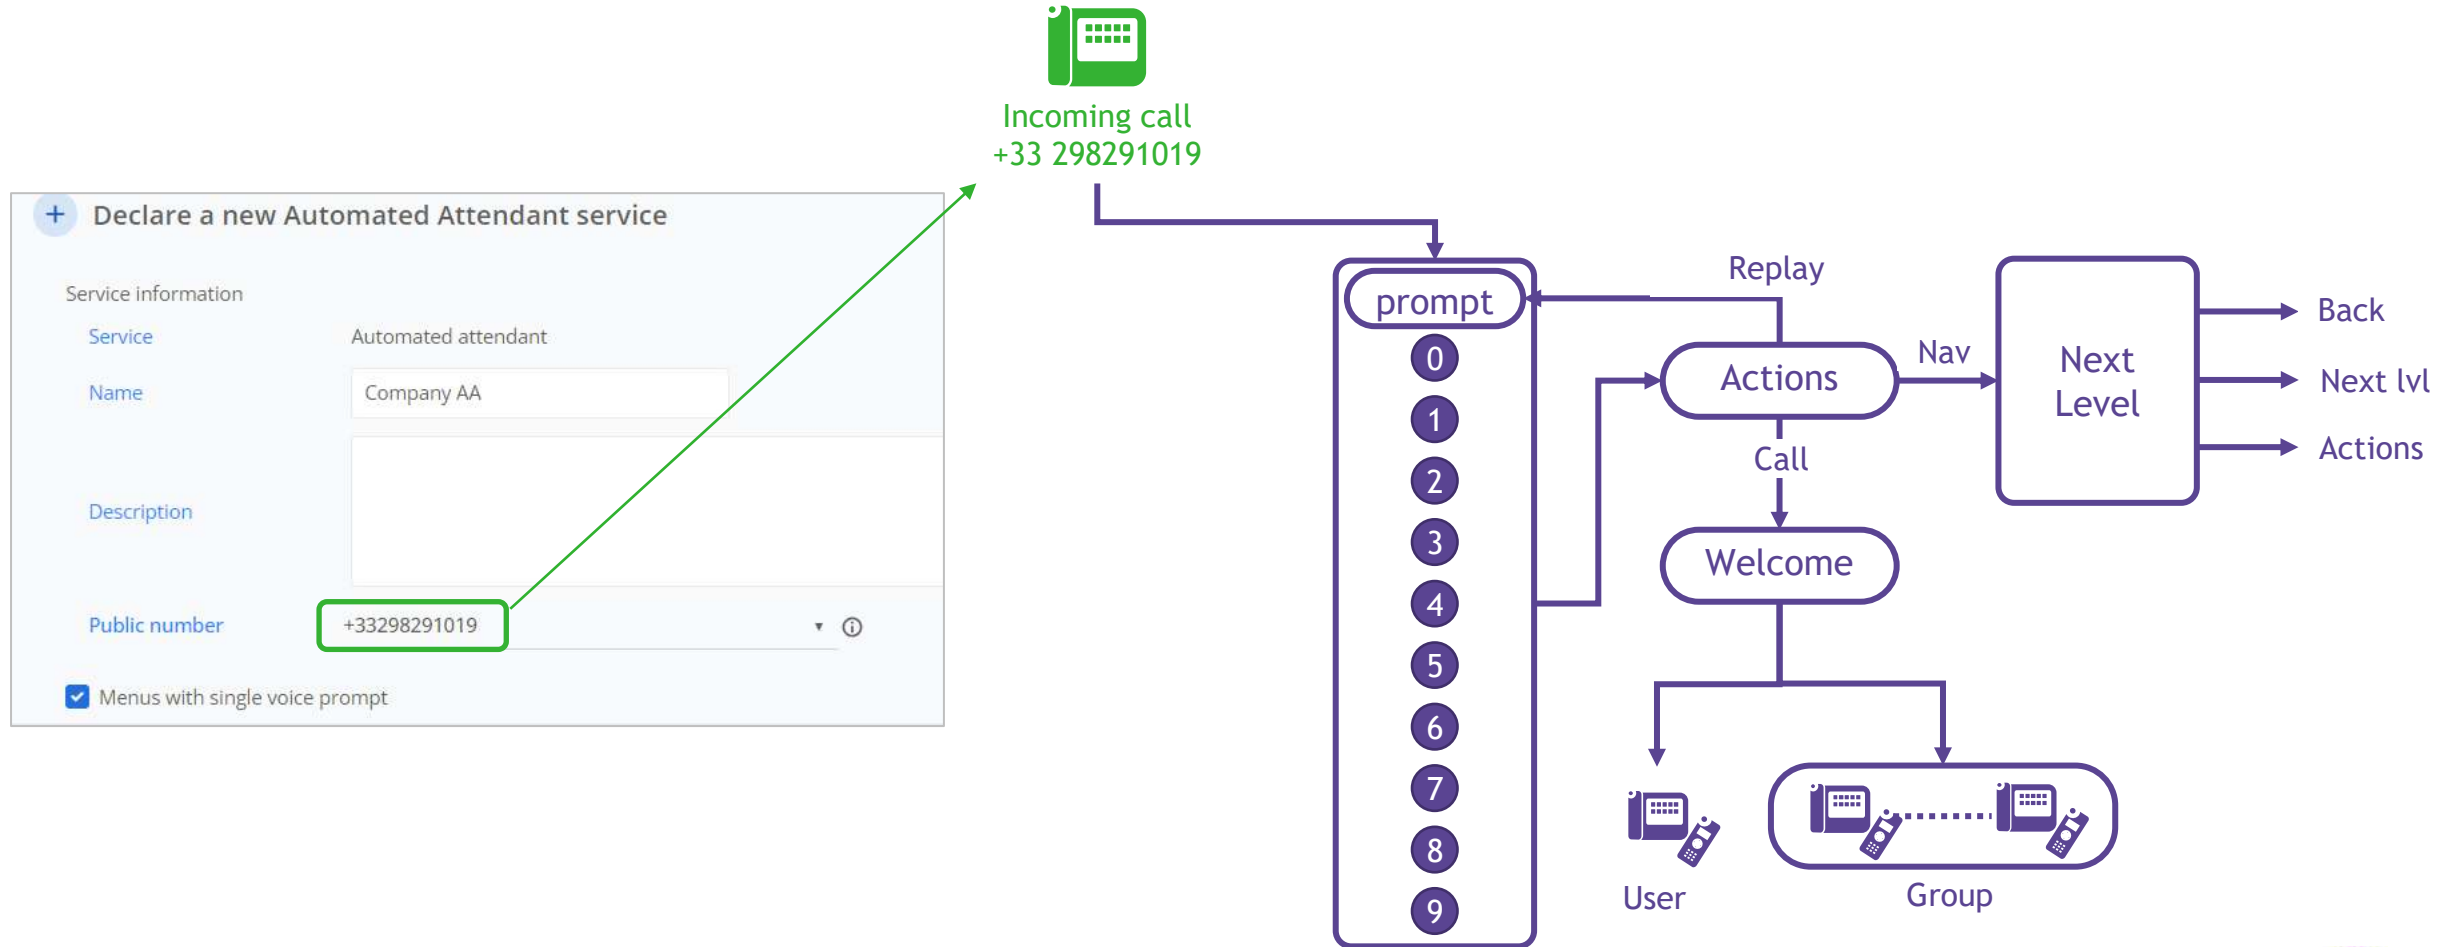 Incoming call
+33 298291019
+ Declare a new Automated Attendant service
Service information
Service Automated attendant
Name Company AA
Description
Public number +33298291019
Menus with single voice prompt
prompt
0
1
2
3
4
5
6
7
8
9
Replay
Actions
Nav
Next
Level
Back
Next lvl
Actions
Call
Welcome
User
Group